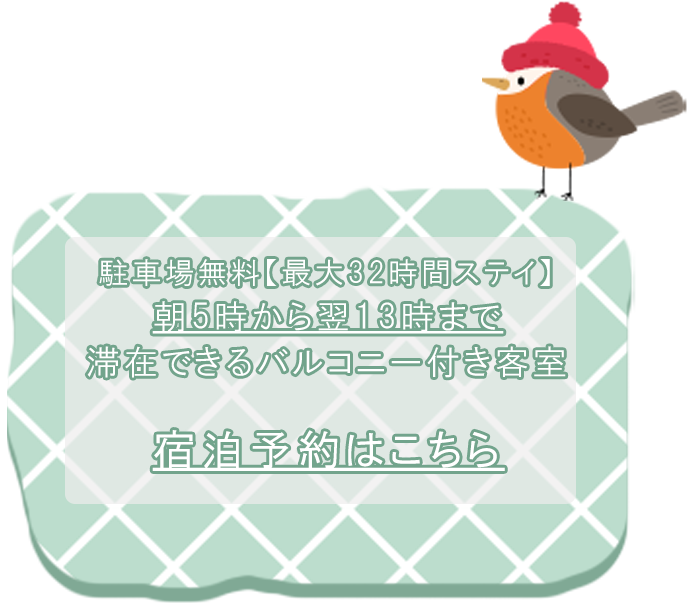 駐車場無料【最大32時間ステイ】
朝5時から翌13時まで
滞在できるバルコニー付き客室
宿泊予約はこちら